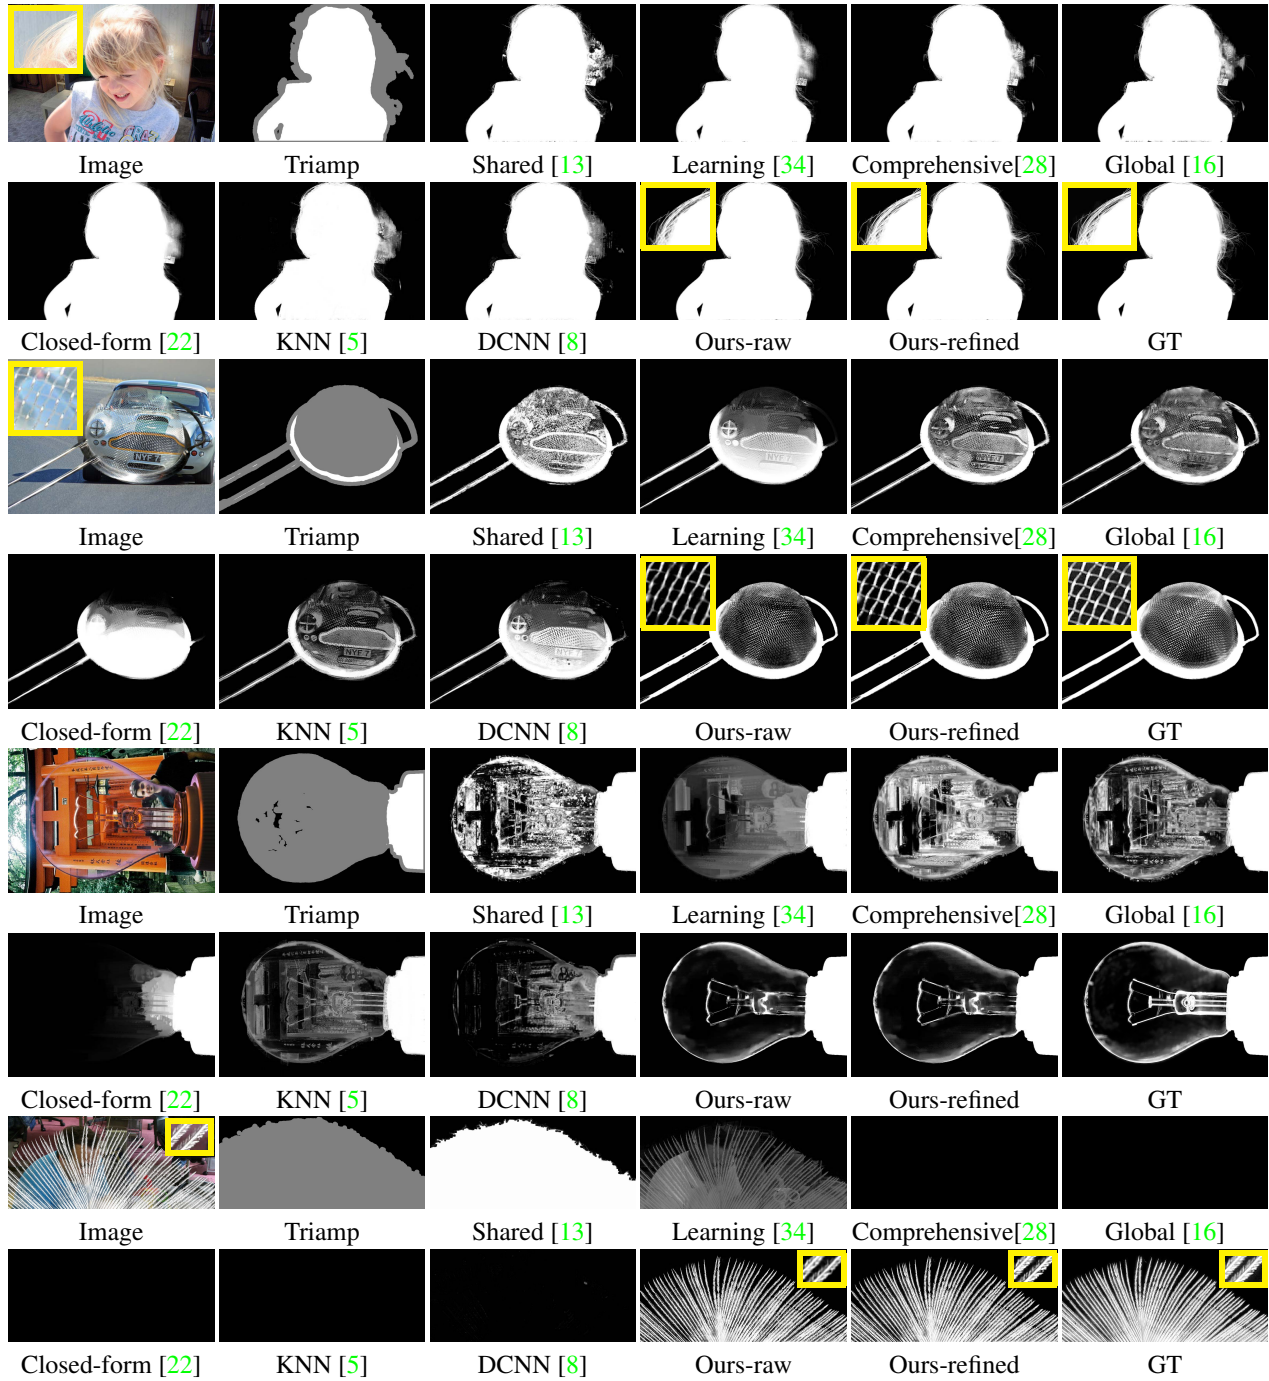 Image Triamp Shared [13] Learning [34] Comprehensive[28] Global [16]
Closed-form [22] KNN [5] DCNN [8] Ours-raw Ours-refined GT
NYF 7
Image Triamp Shared [13] Learning [34] Comprehensive[28] Global [16]
NYF 7
Closed-form [22] KNN [5] DCNN [8] Ours-raw Ours-refined GT
Image Triamp Shared [13] Learning [34] Comprehensive[28] Global [16]
Closed-form [22] KNN [5] DCNN [8] Ours-raw Ours-refined GT
Image Triamp Shared [13] Learning [34] Comprehensive[28] Global [16]
Closed-form [22] KNN [5] DCNN [8] Ours-raw Ours-refined GT